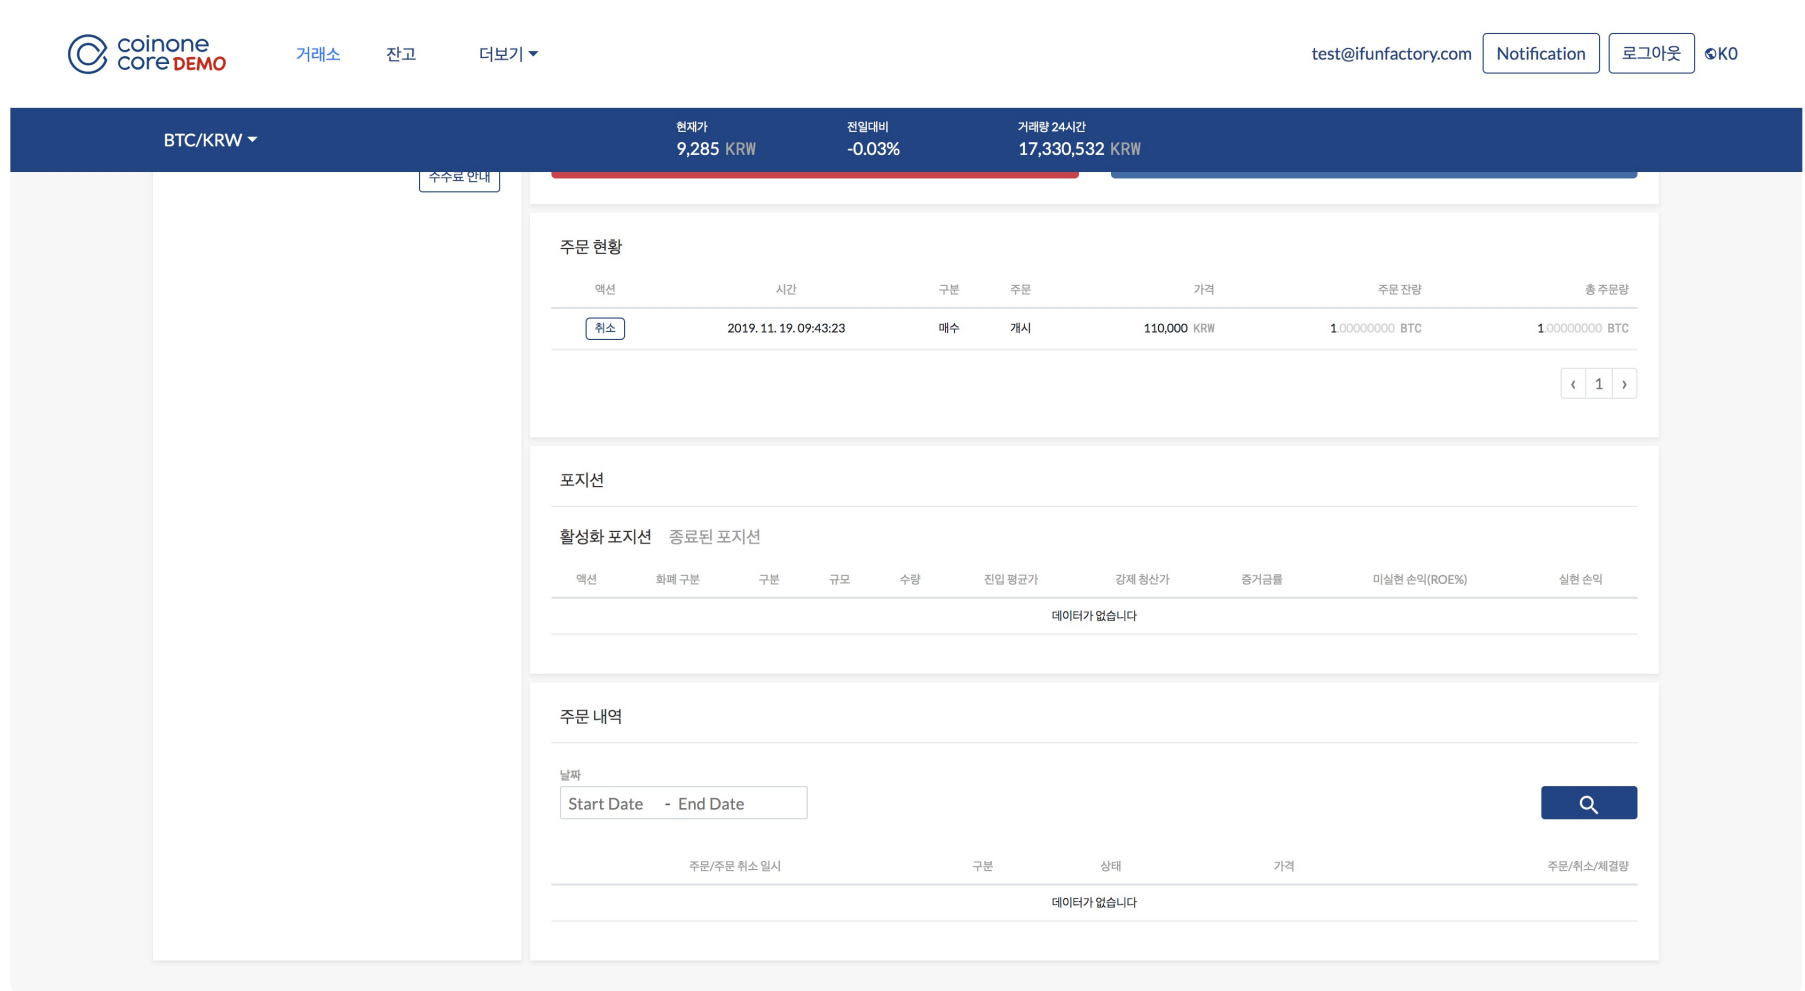 coinone
core DEMO
거래소
잔고
더보기
test@ifunfactory.com
Notification
로그아웃
KO
BTC/KRW
현재가
9,285 KRW
전일대비
-0.03%
거래량 24시간
17,330,532 KRW
수수료 안내
주문 현황
액션 시간 구분 주문 가격 주문 잔량 총 주문량
취소 2019. 11. 19. 09:43:23 매수 개시 110,000 KRW 1.00000000 BTC 1.00000000 BTC
‹ 1 ›
포지션
활성화 포지션 종료된 포지션
액션 화폐 구분 구분 규모 수량 진입 평균가 강제 청산가 증거금률 미실현 손익(ROE%) 실현 손익
데이터가 없습니다
주문 내역
날짜
Start Date - End Date
주문/주문 취소 일시 구분 상태 가격 주문/취소/체결량
데이터가 없습니다